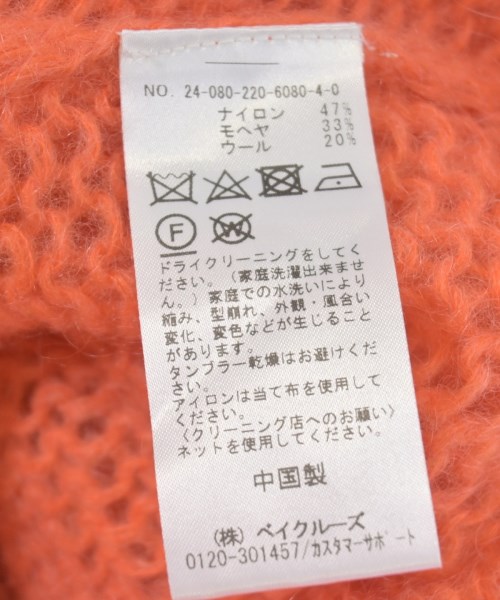 NO. 24-080-220-6080-4-0
ナイロン 47%
モヘヤ 33%
ウール 20%
F W
ドライクリーニングをしてく
ださい。(家庭洗濯出来ませ
ん。)家庭での水洗いにより
縮み、型崩れ、外観・風合い
変化、変色などが生じること
があります。
タンブラー乾燥はお避けくだ
さい。
アイロンは当て布を使用して
ください。
〈クリーニング店へのお願い〉
ネットを使用してください。
中国製
(株) ベイクルーズ
0120-301457/カスタマーサポート